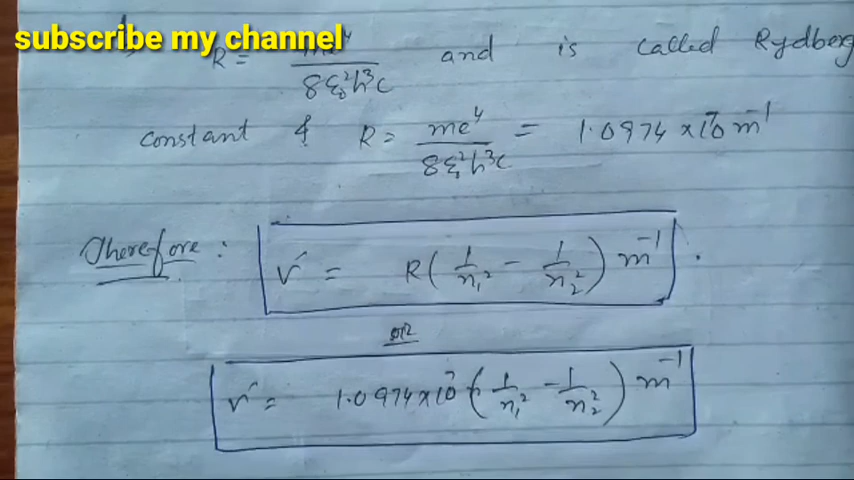 subscribe my channel
R = me⁴/8ε₀²h³c and is called Rydberg
constant & R = me⁴/8ε₀²h³c = 1.0974 × 10⁷ m⁻¹
Therefore : ν́ = R(1/n₁² − 1/n₂²) m⁻¹ .
or
ν́ = 1.0974 × 10⁷ (1/n₁² − 1/n₂²) m⁻¹